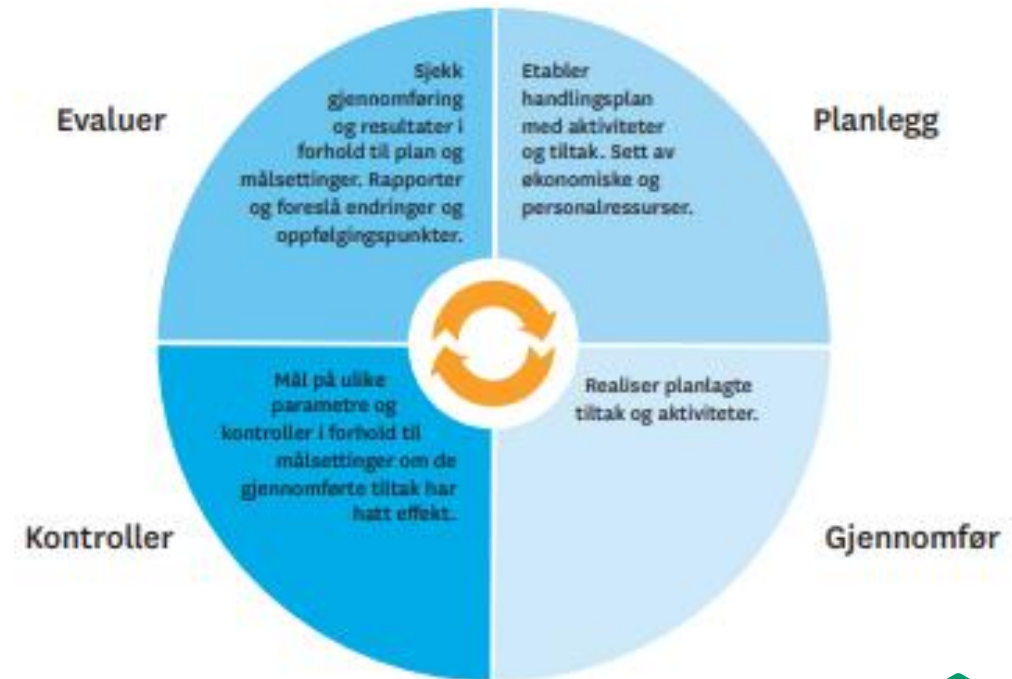 Evaluer
Sjekk
gjennomføring
og resultater i
forhold til plan og
målsettinger. Rapporter
og foreslå endringer og
oppfølgingspunkter.
Planlegg
Etabler
handlingsplan
med aktiviteter
og tiltak. Sett av
økonomiske og
personalressurser.
Kontroller
Mål på ulike
parametre og
kontroller i forhold til
målsettinger om de
gjennomførte tiltak har
hatt effekt.
Gjennomfør
Realiser planlagte
tiltak og aktiviteter.